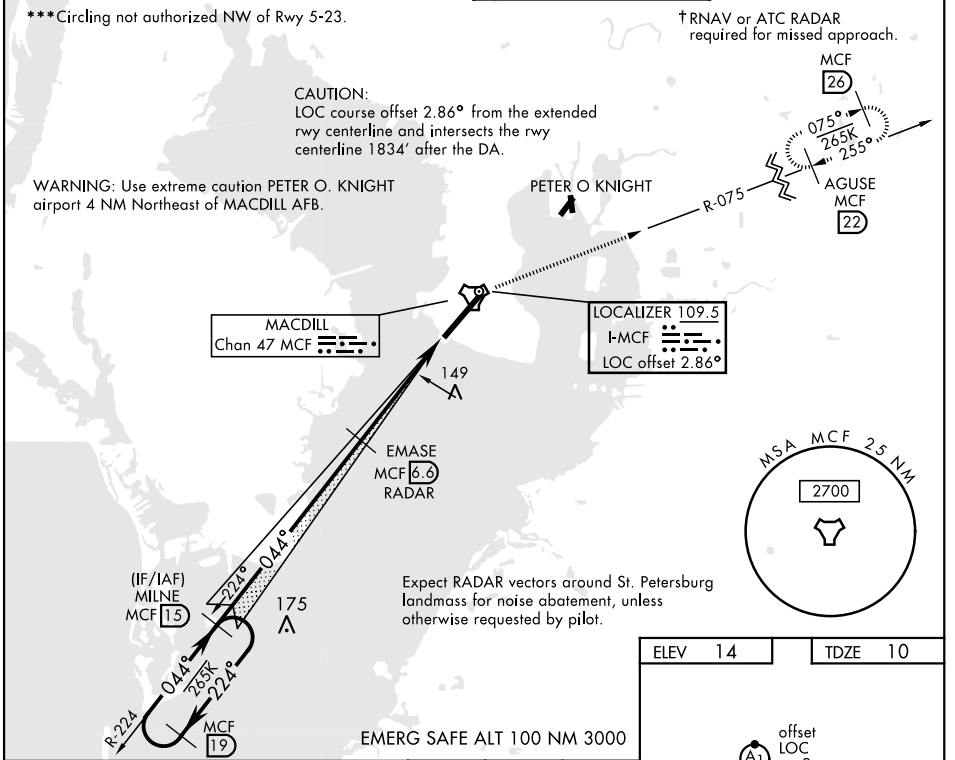 ***Circling not authorized NW of Rwy 5-23.
†RNAV or ATC RADAR
required for missed approach.
MCF
26
CAUTION:
LOC course offset 2.86° from the extended
rwy centerline and intersects the rwy
centerline 1834' after the DA.
075°
265K
255°
WARNING: Use extreme caution PETER O. KNIGHT
airport 4 NM Northeast of MACDILL AFB.
PETER O KNIGHT
R-075
AGUSE
MCF
22
MACDILL
Chan 47 MCF
LOCALIZER 109.5
I-MCF
LOC offset 2.86°
149
EMASE
MCF 6.6
RADAR
MSA MCF 25 NM
2700
044°
224°
(IF/IAF)
MILNE
MCF 15
175
Expect RADAR vectors around St. Petersburg
landmass for noise abatement, unless
otherwise requested by pilot.
044°
265K
224°
R-224
MCF
19
EMERG SAFE ALT 100 NM 3000
ELEV 14
TDZE 10
offset
LOC
A1